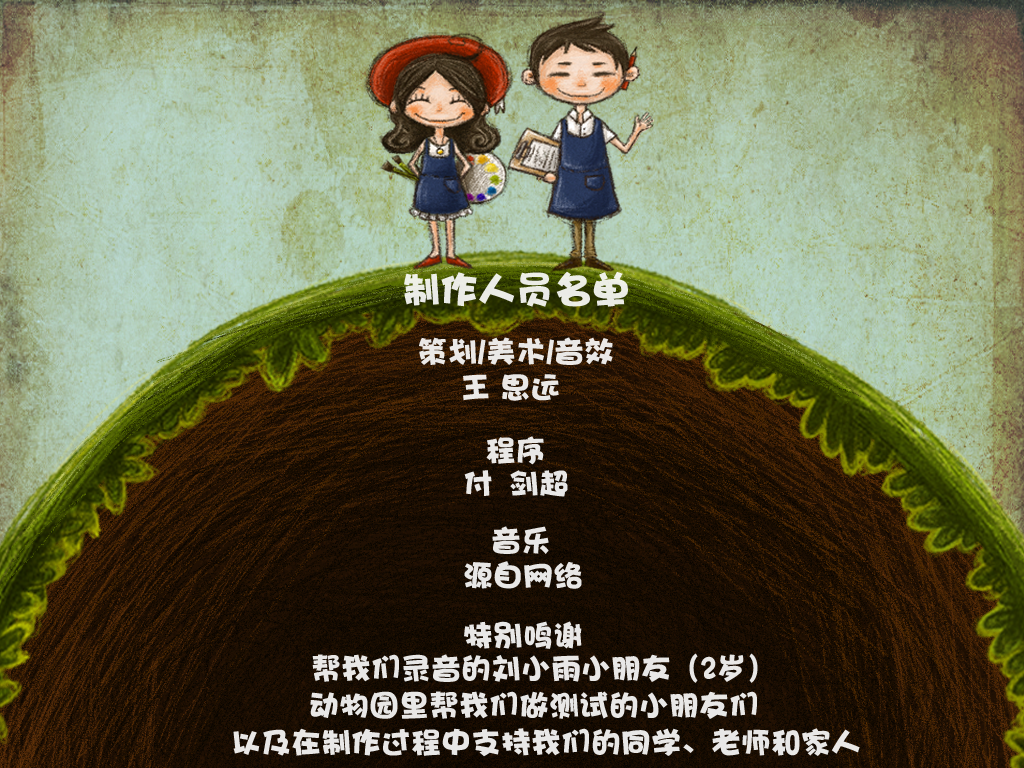 制作人员名单
策划/美术/音效
王 思远
程序
付 剑超
音乐
源自网络
特别鸣谢
帮我们录音的刘小雨小朋友（2岁）
动物园里帮我们做测试的小朋友们
以及在制作过程中支持我们的同学、老师和家人